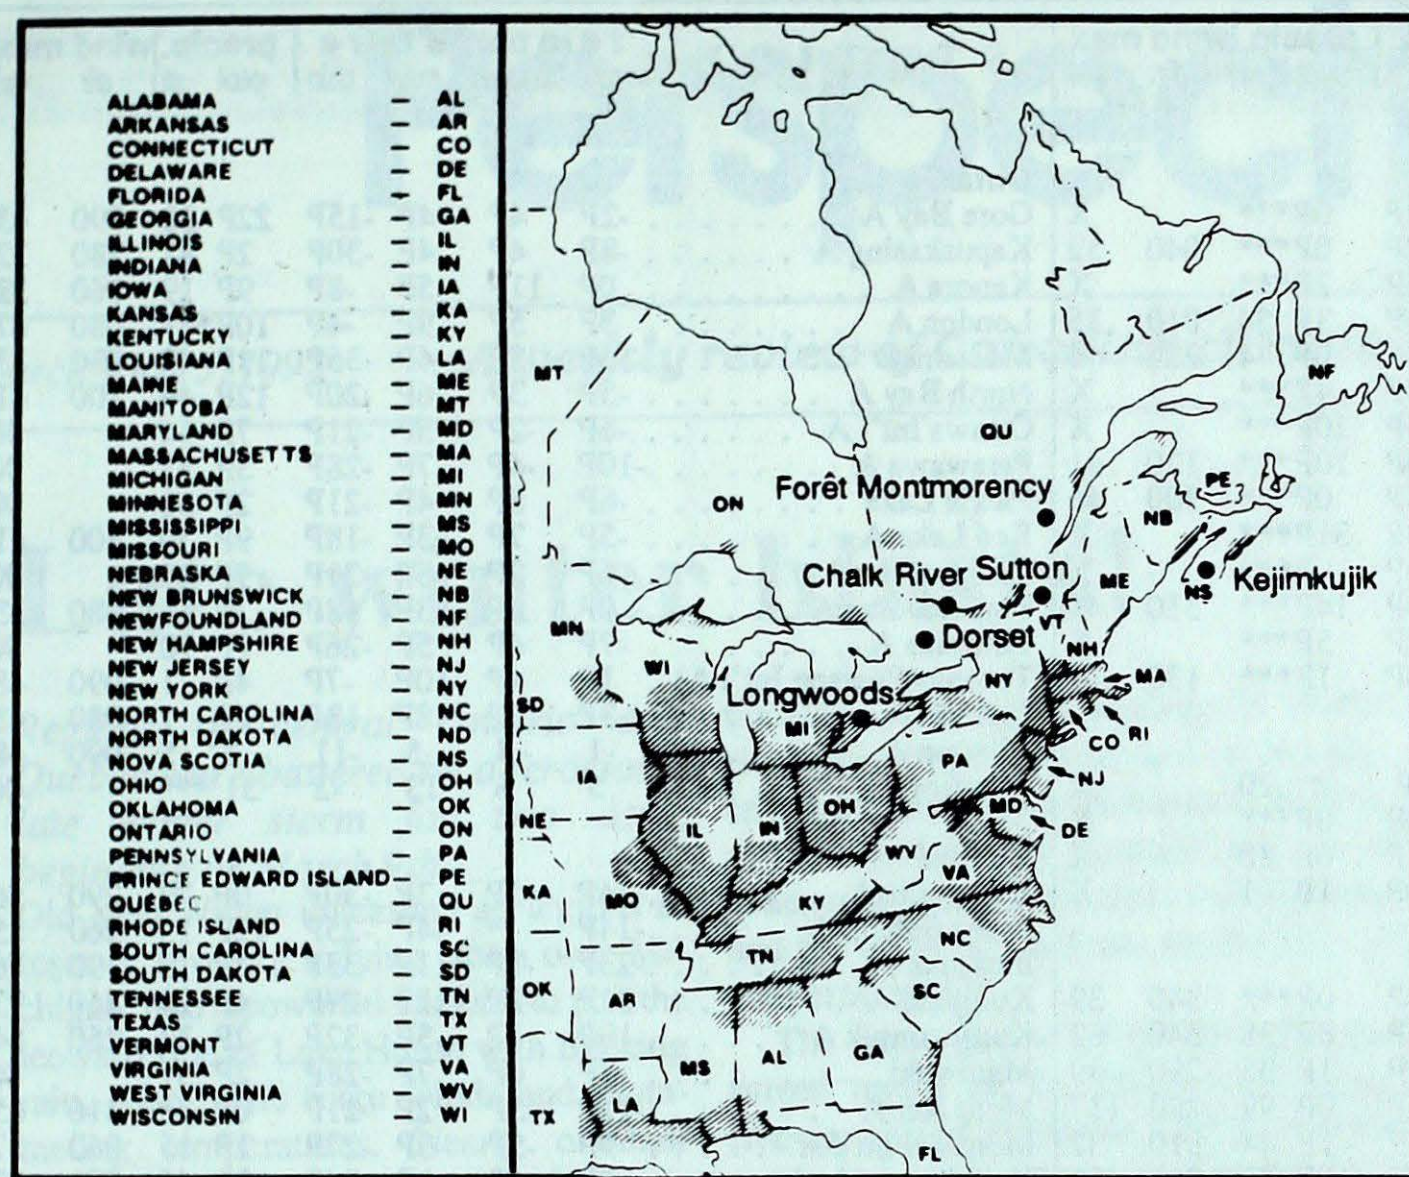 ALABAMA – AL
ARKANSAS – AR
CONNECTICUT – CO
DELAWARE – DE
FLORIDA – FL
GEORGIA – GA
ILLINOIS – IL
INDIANA – IN
IOWA – IA
KANSAS – KA
KENTUCKY – KY
LOUISIANA – LA
MAINE – ME
MANITOBA – MT
MARYLAND – MD
MASSACHUSETTS – MA
MICHIGAN – MI
MINNESOTA – MN
MISSISSIPPI – MS
MISSOURI – MO
NEBRASKA – NE
NEW BRUNSWICK – NB
NEWFOUNDLAND – NF
NEW HAMPSHIRE – NH
NEW JERSEY – NJ
NEW YORK – NY
NORTH CAROLINA – NC
NORTH DAKOTA – ND
NOVA SCOTIA – NS
OHIO – OH
OKLAHOMA – OK
ONTARIO – ON
PENNSYLVANIA – PA
PRINCE EDWARD ISLAND – PE
QUÉBEC – QU
RHODE ISLAND – RI
SOUTH CAROLINA – SC
SOUTH DAKOTA – SD
TENNESSEE – TN
TEXAS – TX
VERMONT – VT
VIRGINIA – VA
WEST VIRGINIA – WV
WISCONSIN – WI
MT
NF
QU
Forêt Montmorency
PE
ON
NB
Chalk River
Sutton
ME
NS
Kejimkujik
MN
Dorset
VT
NH
WI
NY
MA
Longwoods
SD
MI
CO
RI
IA
PA
NJ
NE
IL
IN
OH
MD
DE
WV
VA
KA
MO
KY
NC
TN
OK
AR
SC
MS
AL
GA
LA
TX
FL